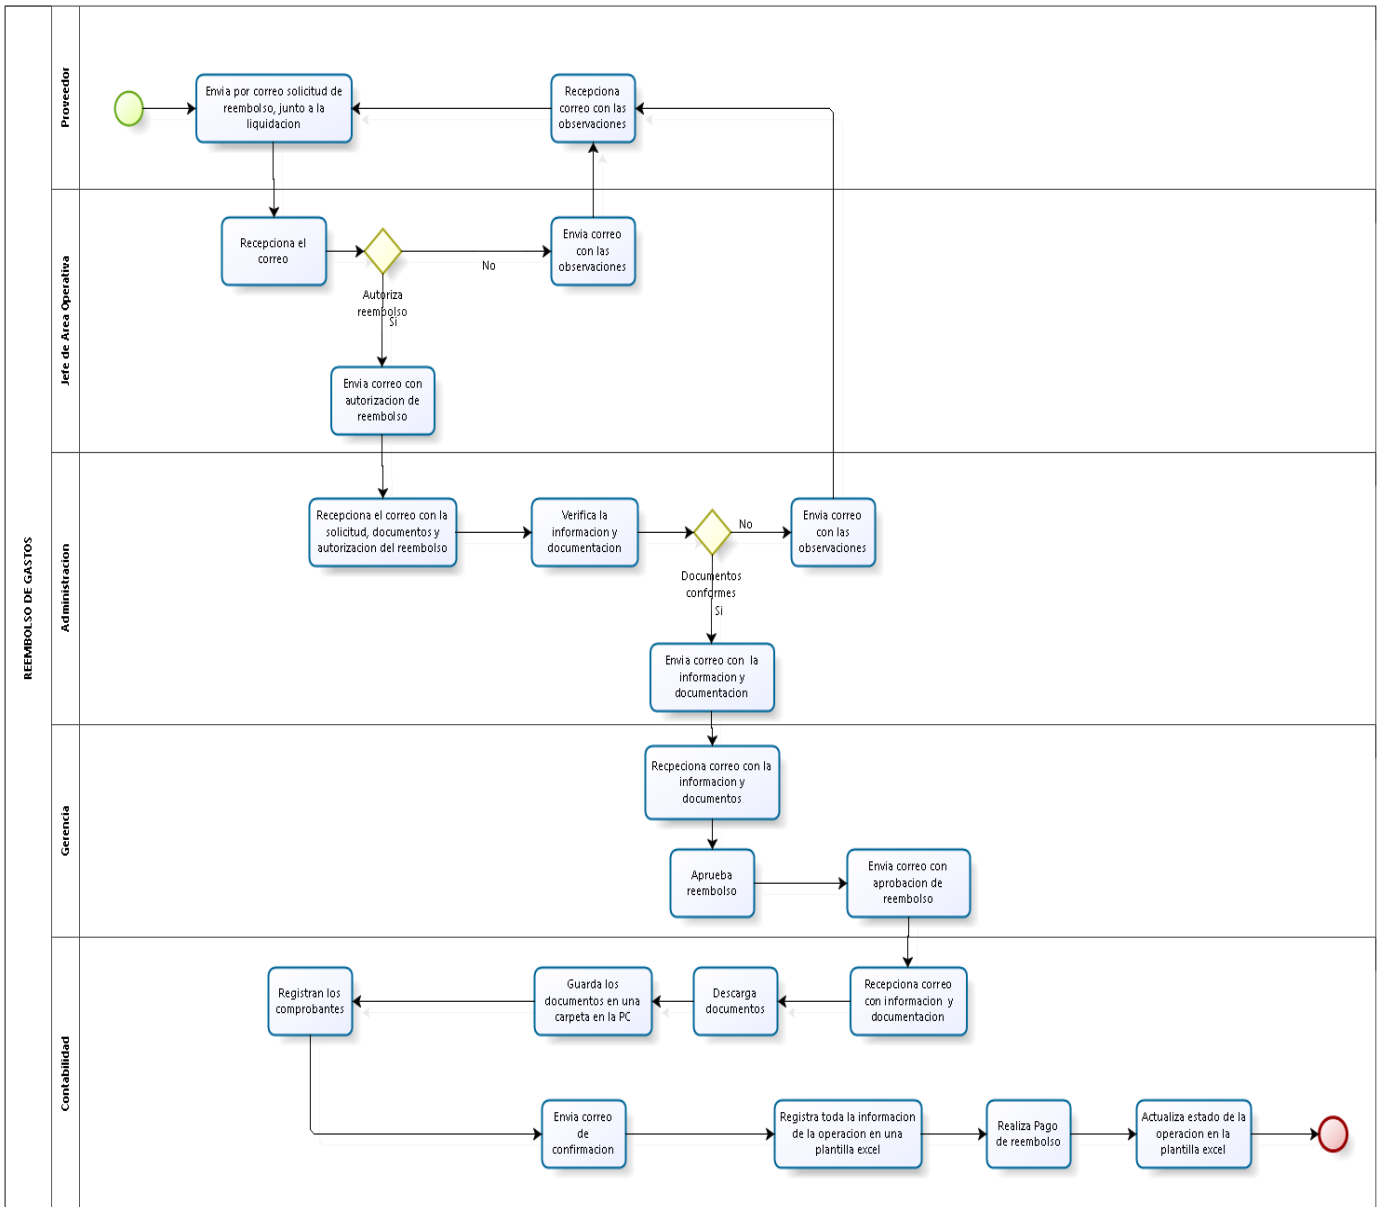 REEMBOLSO DE GASTOS
Proveedor
Envia por correo solicitud de
reembolso, junto a la
liquidacion
Recepciona
correo con las
observaciones
Jefe de Area Operativa
Recepciona el
correo
Autoriza
reembolso
Si
No
Envia correo
con las
observaciones
Envia correo con
autorizacion de
reembolso
Administracion
Recepciona el correo con la
solicitud, documentos y
autorizacion del reembolso
Verifica la
informacion y
documentacion
Documentos
conformes
Si
No
Envia correo
con las
observaciones
Envia correo con la
informacion y
documentacion
Gerencia
Recpeciona correo con la
informacion y
documentos
Aprueba
reembolso
Envia correo con
aprobacion de
reembolso
Contabilidad
Recepciona correo
con informacion y
documentacion
Descarga
documentos
Guarda los
documentos en una
carpeta en la PC
Registran los
comprobantes
Envia correo
de
confirmacion
Registra toda la informacion
de la operacion en una
plantilla excel
Realiza Pago
de reembolso
Actualiza estado de la
operacion en la
plantilla excel